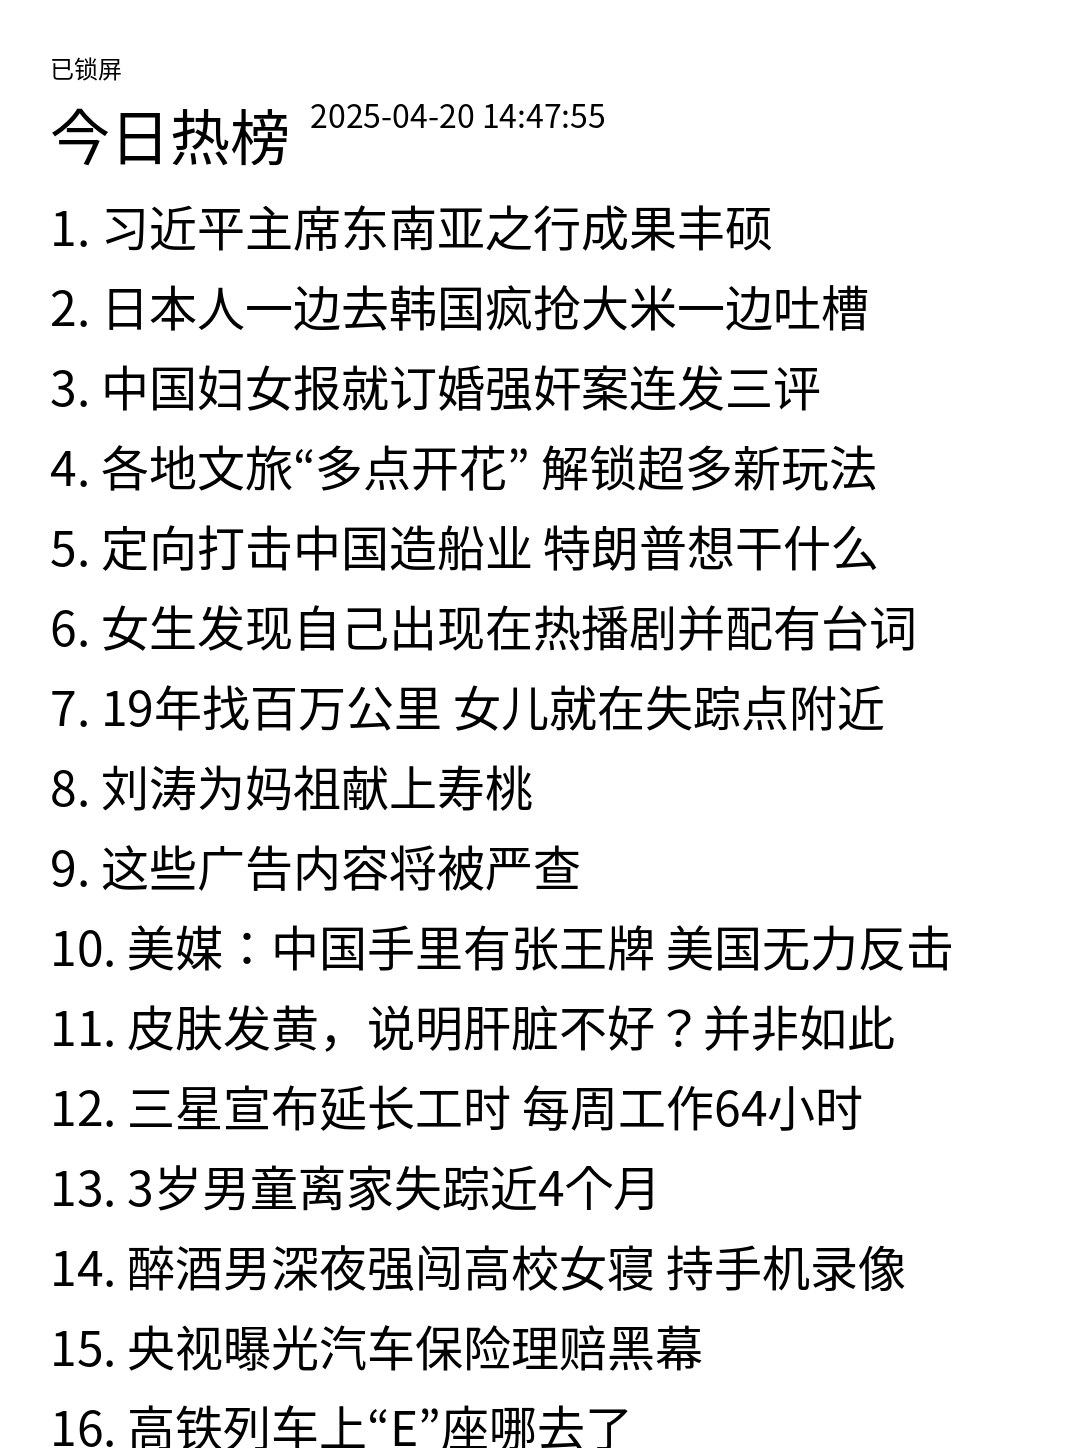 已锁屏
今日热榜 2025-04-20 14:47:55
1. 习近平主席东南亚之行成果丰硕
2. 日本人一边去韩国疯抢大米一边吐槽
3. 中国妇女报就订婚强奸案连发三评
4. 各地文旅“多点开花” 解锁超多新玩法
5. 定向打击中国造船业 特朗普想干什么
6. 女生发现自己出现在热播剧并配有台词
7. 19年找百万公里 女儿就在失踪点附近
8. 刘涛为妈祖献上寿桃
9. 这些广告内容将被严查
10. 美媒：中国手里有张王牌 美国无力反击
11. 皮肤发黄，说明肝脏不好？并非如此
12. 三星宣布延长工时 每周工作64小时
13. 3岁男童离家失踪近4个月
14. 醉酒男深夜强闯高校女寝 持手机录像
15. 央视曝光汽车保险理赔黑幕
16. 高铁列车上“E”座哪去了